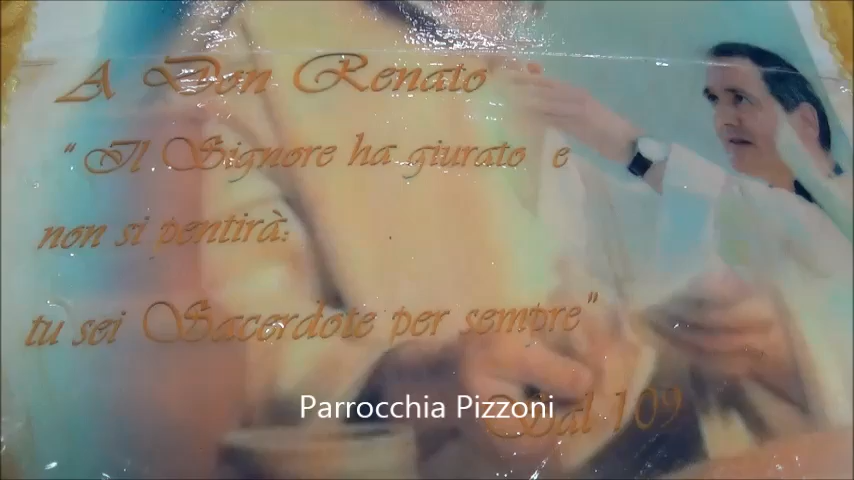 A Don Renato
"Il Signore ha giurato e
non si pentirà:
tu sei Sacerdote per sempre"
Parrocchia Pizzoni
Sal 109